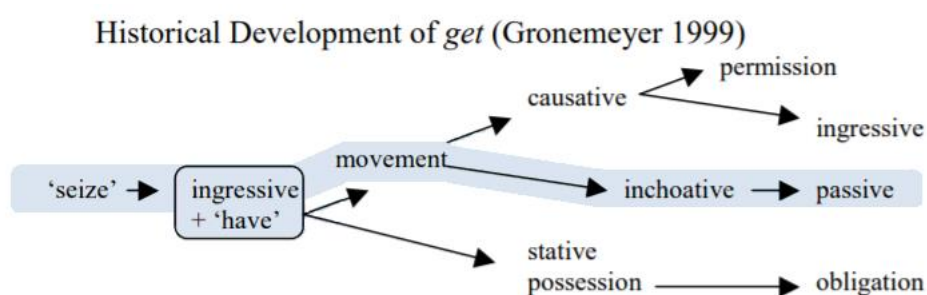 Historical Development of get (Gronemeyer 1999)
permission
causative
ingressive
movement
‘seize’
ingressive
+ ‘have’
inchoative
passive
stative
possession
obligation